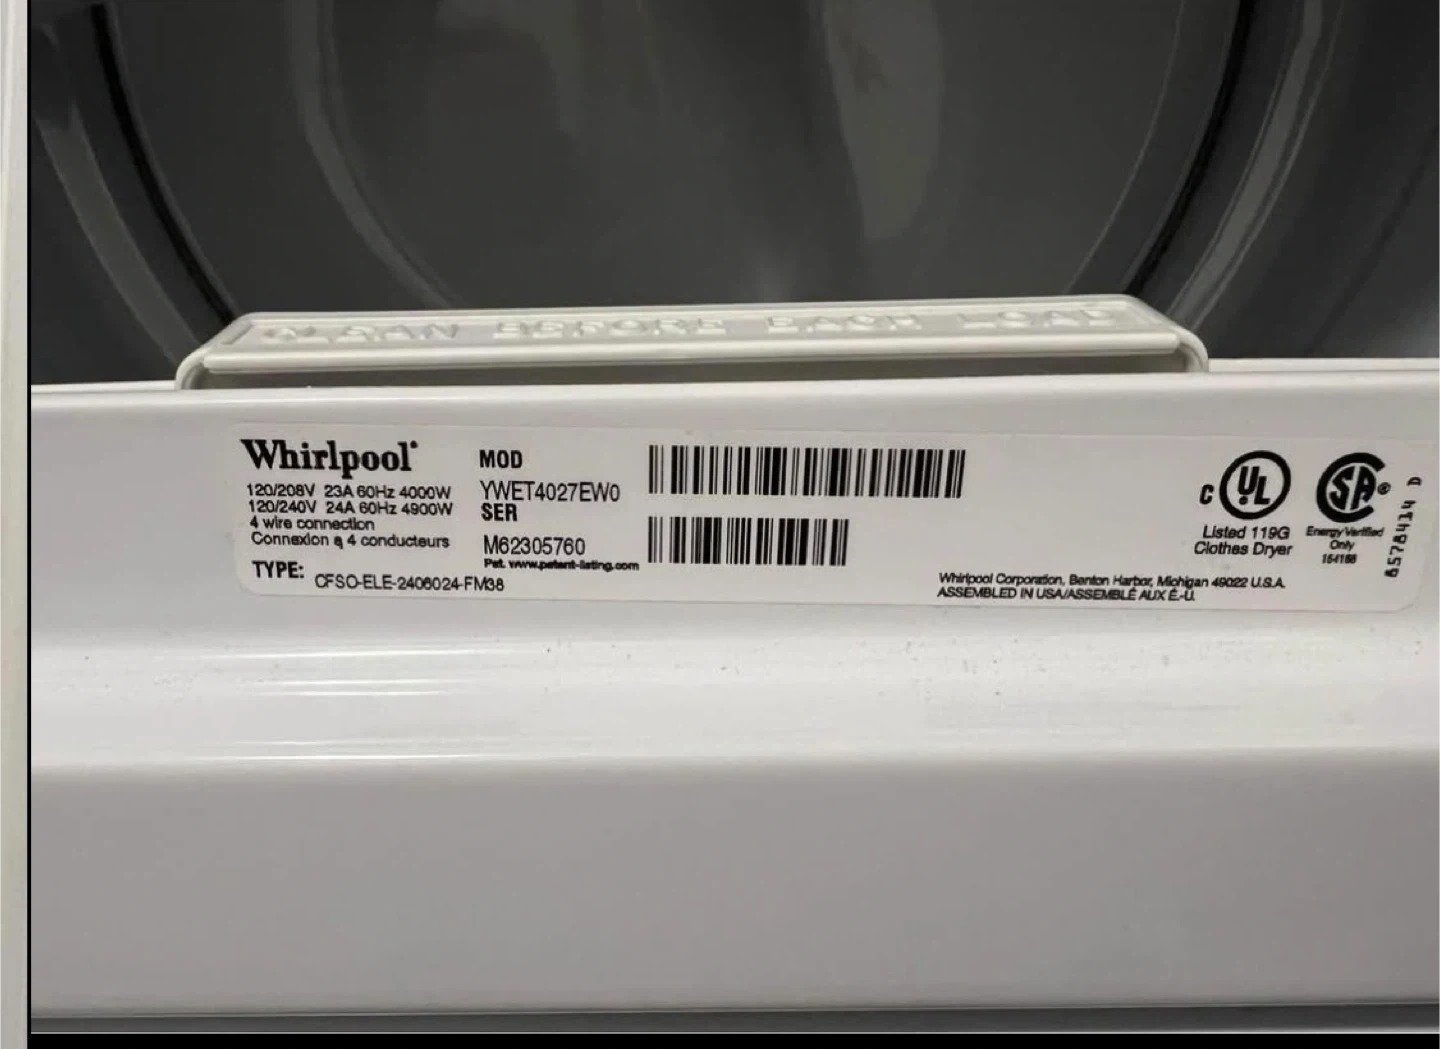 CLEAN BEFORE EACH LOAD
Whirlpool®
120/208V 23A 60Hz 4000W
120/240V 24A 60Hz 4900W
4 wire connection
Connexion a 4 conducteurs
TYPE: CFSO-ELE-2406024-FM38
MOD
YWET4027EW0
SER
M62305760
Pat. www.patent-listing.com
C UL
Listed 119G
Clothes Dryer
SA®
Energy Verified
Only
164168
8578414 D
Whirlpool Corporation, Benton Harbor, Michigan 49022 U.S.A.
ASSEMBLED IN USA/ASSEMBLÉ AUX É.-U.